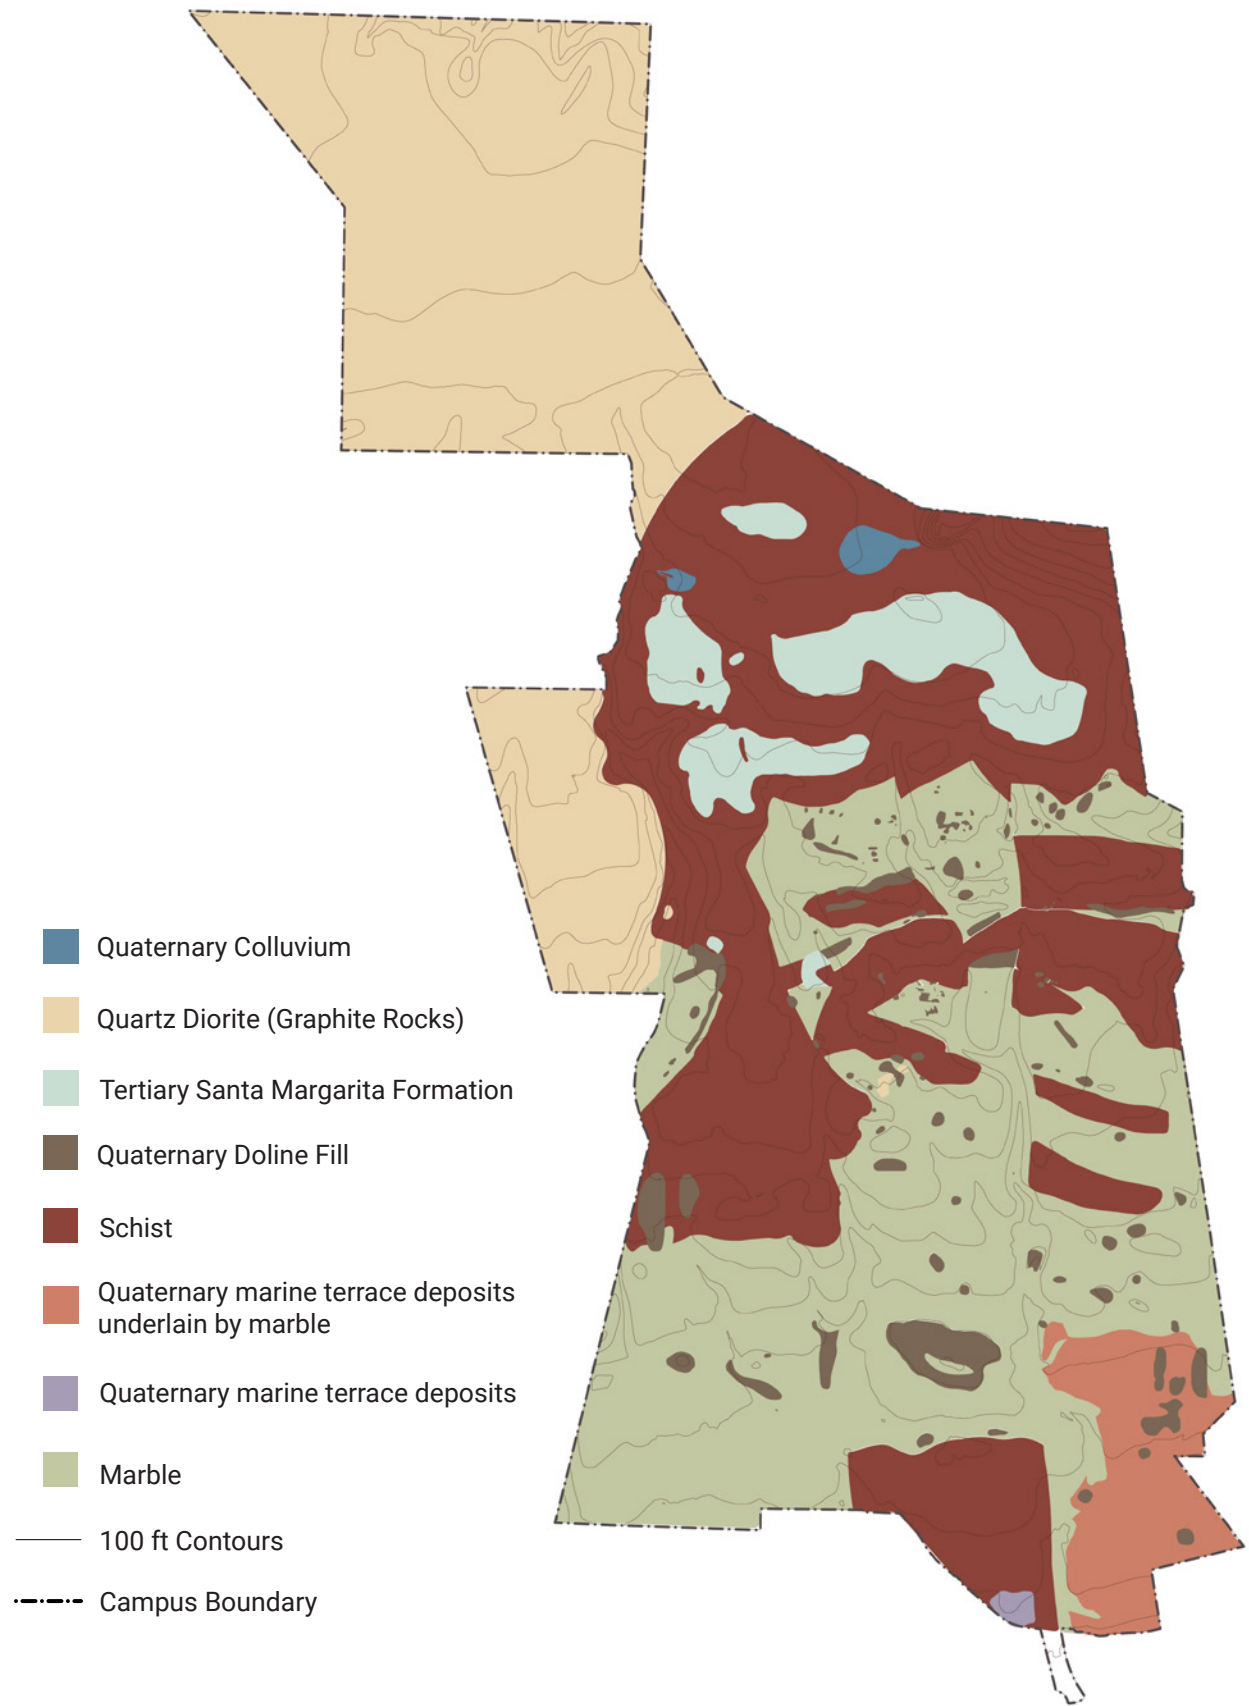 Quaternary Colluvium
Quartz Diorite (Graphite Rocks)
Tertiary Santa Margarita Formation
Quaternary Doline Fill
Schist
Quaternary marine terrace deposits
underlain by marble
Quaternary marine terrace deposits
Marble
100 ft Contours
Campus Boundary